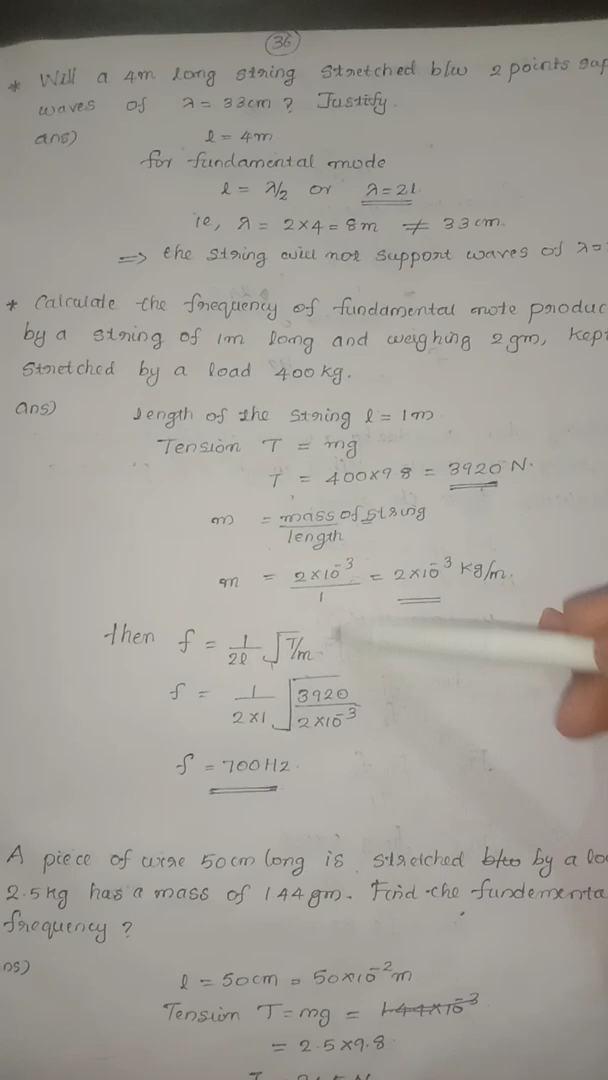 36
* Will a 4m long string stretched b/w 2 points
waves of λ = 33cm ? Justify.
ans)
l = 4m
for fundamental mode
l = λ/2 or λ = 2l
ie, λ = 2×4 = 8m ≠ 33cm.
⇒ the string will not support waves of λ =
* Calculate the frequency of fundamental note produc
by a string of 1m long and weighing 2gm, kept
stretched by a load 400kg.
ans)
length of the string l = 1m
Tension T = mg
T = 400×9.8 = 3920 N.
m = mass of string / length
m = 2×10⁻³ / 1 = 2×10⁻³ kg/m.
then f = 1/2l √T/m
f = 1/2×1 √3920/2×10⁻³
f = 700Hz.
A piece of wire 50cm long is stretched by a lo
2.5kg has a mass of 144gm. Find the fundementa
frequency ?
ns)
l = 50cm = 50×10⁻²m
Tension T = mg = 144×10⁻³
= 2.5×9.8